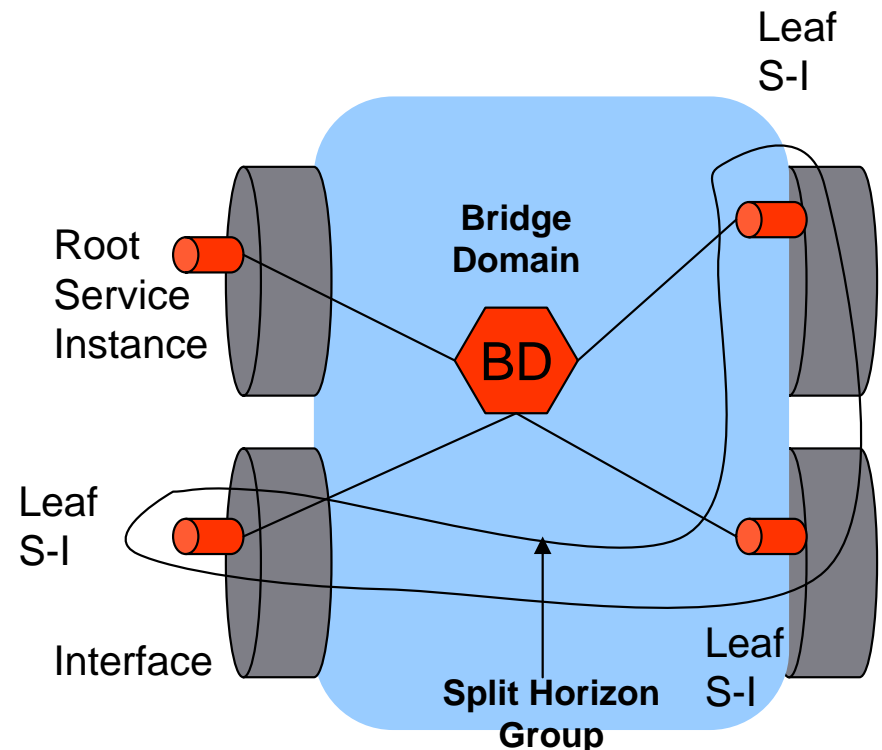 Leaf
S-I
Root
Service
Instance
Bridge
Domain
BD
Leaf
S-I
Interface
Leaf
S-I
Split Horizon
Group